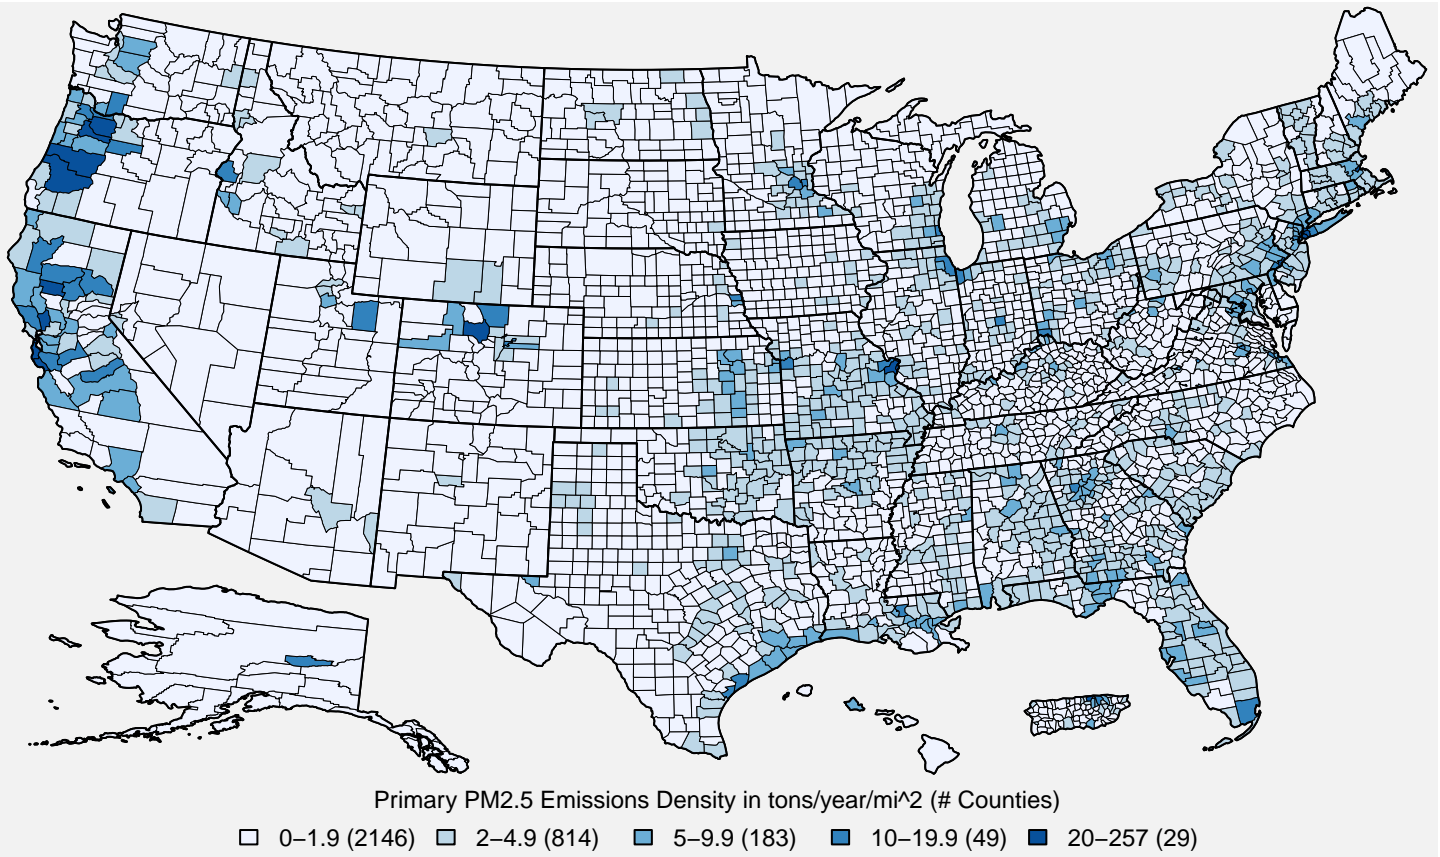 Primary PM2.5 Emissions Density in tons/year/mi^2 (# Counties)
0−1.9 (2146) 2−4.9 (814) 5−9.9 (183) 10−19.9 (49) 20−257 (29)